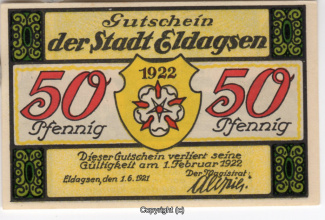 Gutschein
der Stadt Eldagsen
1922
50 50
Pfennig Pfennig
Dieser Gutschein verliert seine
Gültigkeit am 1. Februar 1922
Eldagsen, den 1.6.1921 Der Magistrat
Copyright (c)